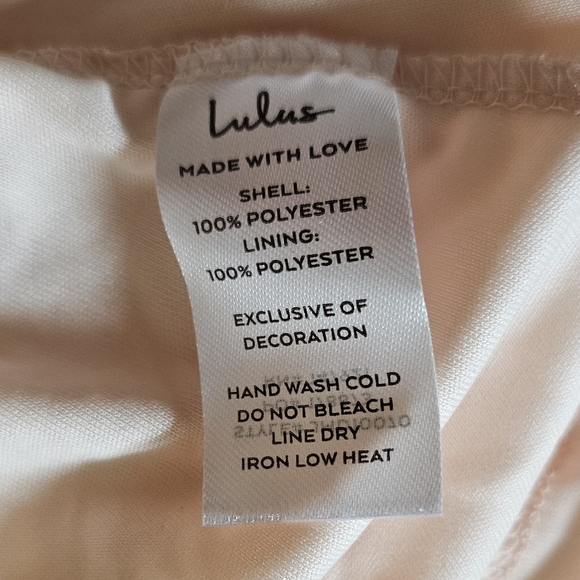 Lulus
MADE WITH LOVE
SHELL:
100% POLYESTER
LINING:
100% POLYESTER
EXCLUSIVE OF
DECORATION
HAND WASH COLD
DO NOT BLEACH
LINE DRY
IRON LOW HEAT